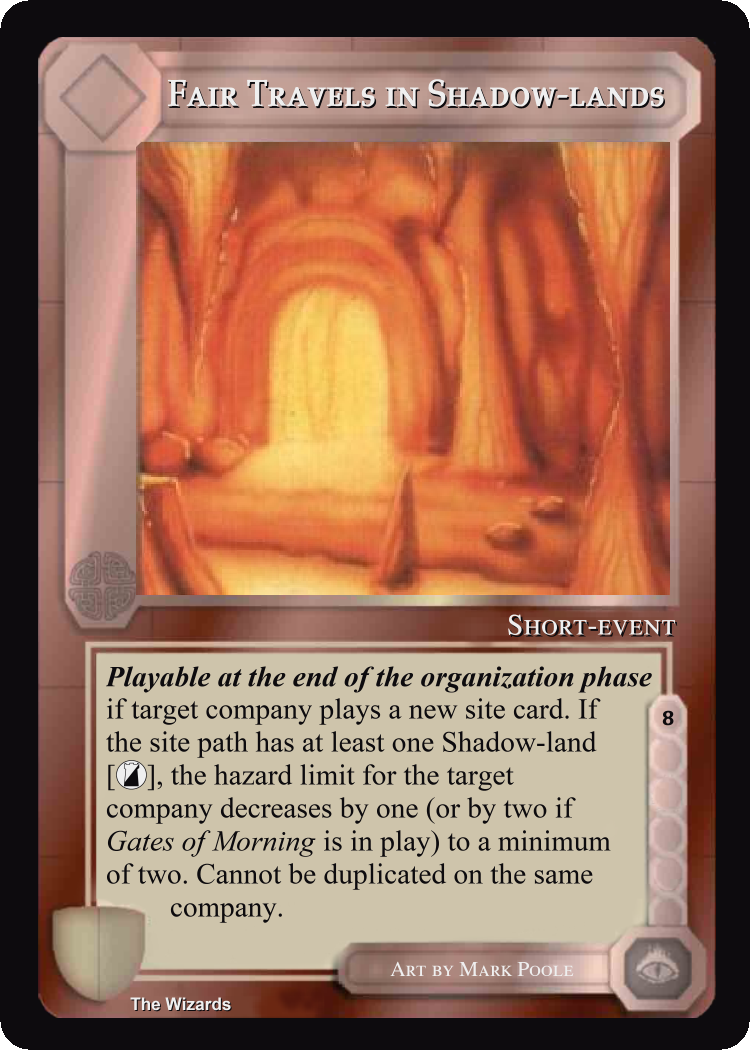 Fair Travels in Shadow-lands
Short-event
Playable at the end of the organization phase
if target company plays a new site card. If
8
the site path has at least one Shadow-land
[ ], the hazard limit for the target
company decreases by one (or by two if
Gates of Morning is in play) to a minimum
of two. Cannot be duplicated on the same
company.
Art by Mark Poole
The Wizards